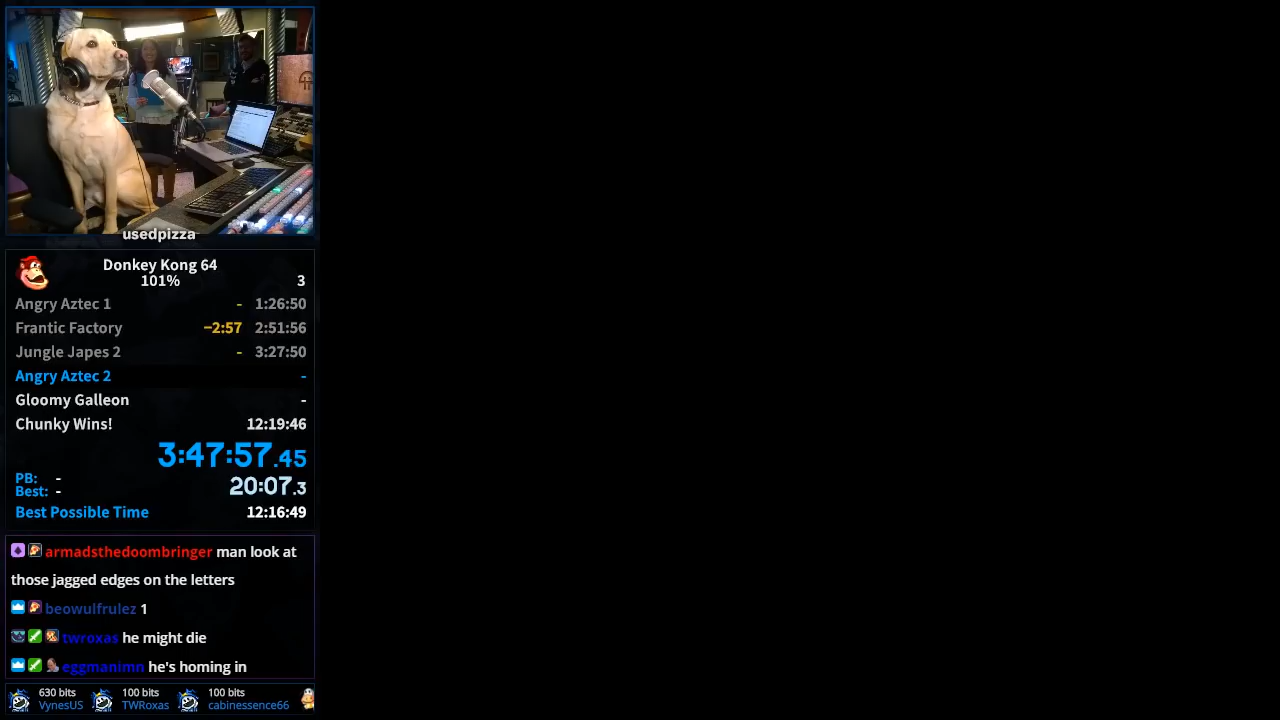 usedpizza
Donkey Kong 64
101% 3
Angry Aztec 1 - 1:26:50
Frantic Factory −2:57 2:51:56
Jungle Japes 2 - 3:27:50
Angry Aztec 2 -
Gloomy Galleon -
Chunky Wins! 12:19:46
3:47:57.45
PB: -
Best: - 20:07.3
Best Possible Time 12:16:49
armadsthedoombringer man look at
those jagged edges on the letters
beowulfrulez 1
twroxas he might die
eggmanimn he's homing in
630 bits 100 bits 100 bits
VynesUS TWRoxas cabinessence66